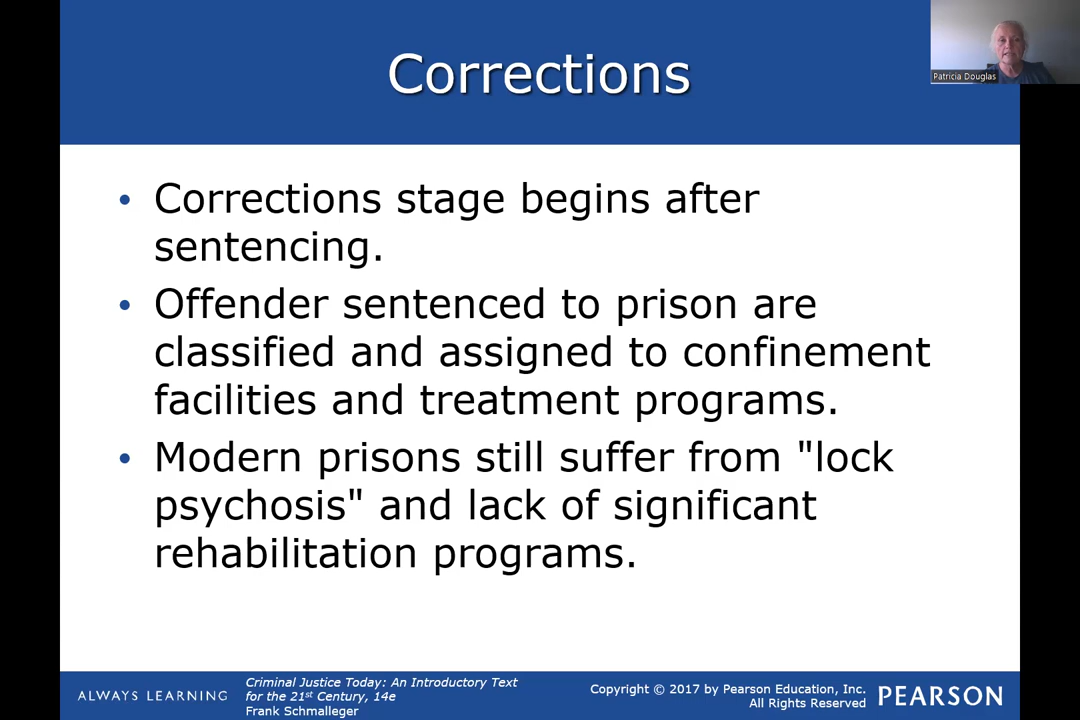 Corrections
Patricia Douglas
• Corrections stage begins after
sentencing.
• Offender sentenced to prison are
classified and assigned to confinement
facilities and treatment programs.
• Modern prisons still suffer from "lock
psychosis" and lack of significant
rehabilitation programs.
ALWAYS LEARNING
Criminal Justice Today: An Introductory Text
for the 21st Century, 14e
Frank Schmalleger
Copyright © 2017 by Pearson Education, Inc.
All Rights Reserved
PEARSON